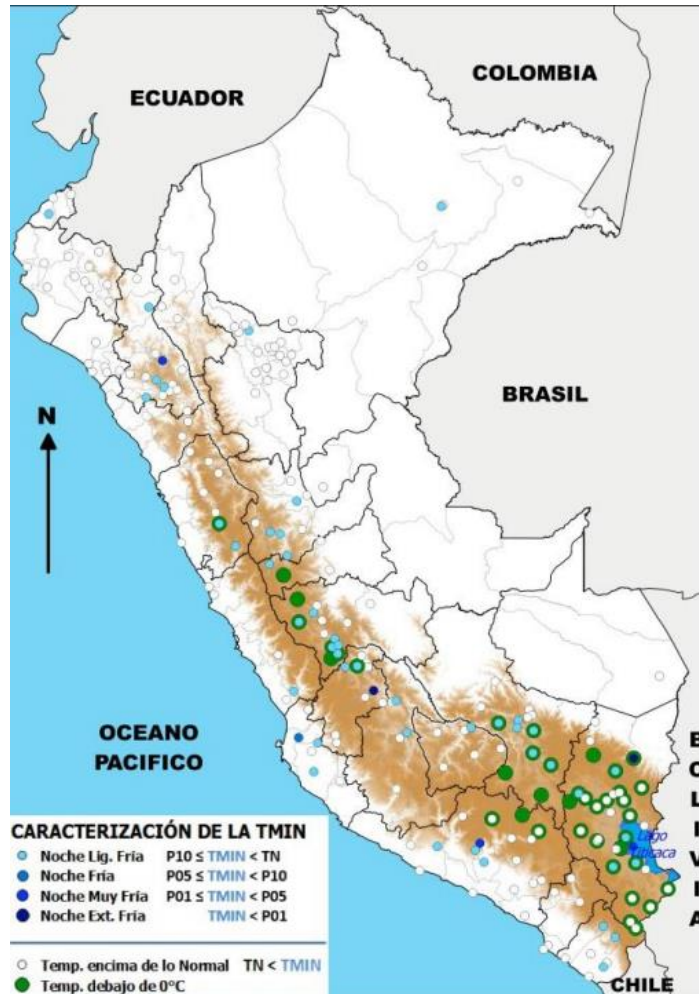 COLOMBIA
ECUADOR
BRASIL
N
OCEANO
PACIFICO
BOLIVIA
Lago
Titicaca
CHILE
CARACTERIZACIÓN DE LA TMIN
Noche Lig. Fría P10 ≤ TMIN < TN
Noche Fría P05 ≤ TMIN < P10
Noche Muy Fría P01 ≤ TMIN < P05
Noche Ext. Fría TMIN < P01
Temp. encima de lo Normal TN < TMIN
Temp. debajo de 0°C